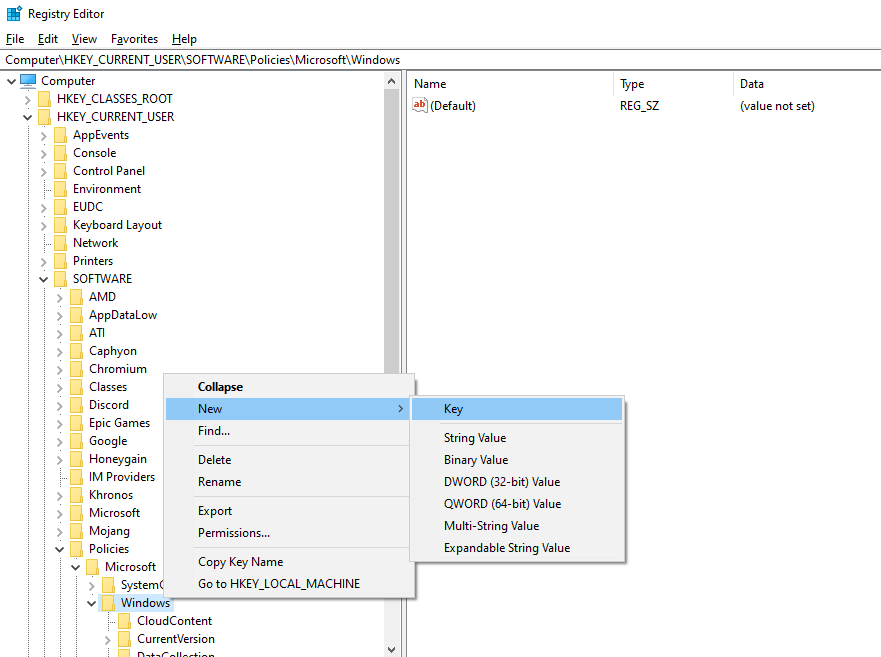 Registry Editor
File Edit View Favorites Help
Computer\HKEY_CURRENT_USER\SOFTWARE\Policies\Microsoft\Windows
Computer
HKEY_CLASSES_ROOT
HKEY_CURRENT_USER
AppEvents
Console
Control Panel
Environment
EUDC
Keyboard Layout
Network
Printers
SOFTWARE
AMD
AppDataLow
ATI
Caphyon
Chromium
Classes
Discord
Epic Games
Google
Honeygain
IM Providers
Khronos
Microsoft
Mojang
Policies
Microsoft
Windows
CloudContent
CurrentVersion
DataCollection
Collapse
New
Find...
Delete
Rename
Export
Permissions...
Copy Key Name
Go to HKEY_LOCAL_MACHINE
Key
String Value
Binary Value
DWORD (32-bit) Value
QWORD (64-bit) Value
Multi-String Value
Expandable String Value
Name Type Data
ab (Default) REG_SZ (value not set)